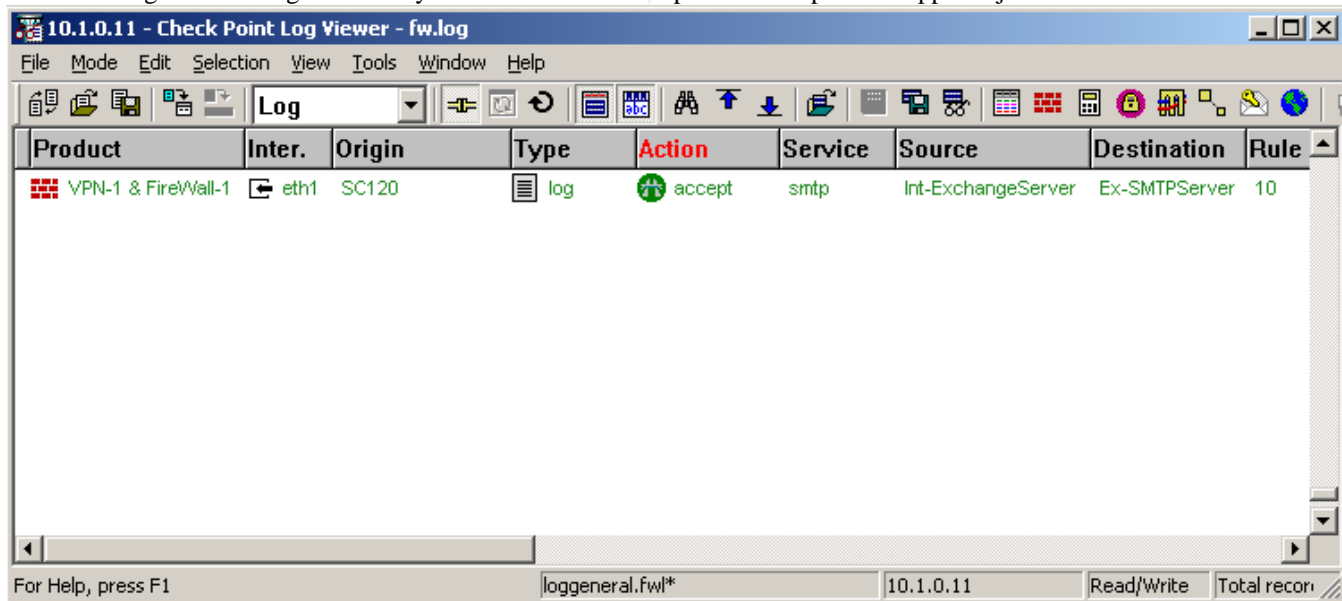 10.1.0.11 - Check Point Log Viewer - fw.log
File Mode Edit Selection View Tools Window Help
Log abc
Product Inter. Origin Type Action Service Source Destination Rule
VPN-1 & FireWall-1 eth1 SC120 log accept smtp Int-ExchangeServer Ex-SMTPServer 10
For Help, press F1 loggeneral.fwl* 10.1.0.11 Read/Write Total